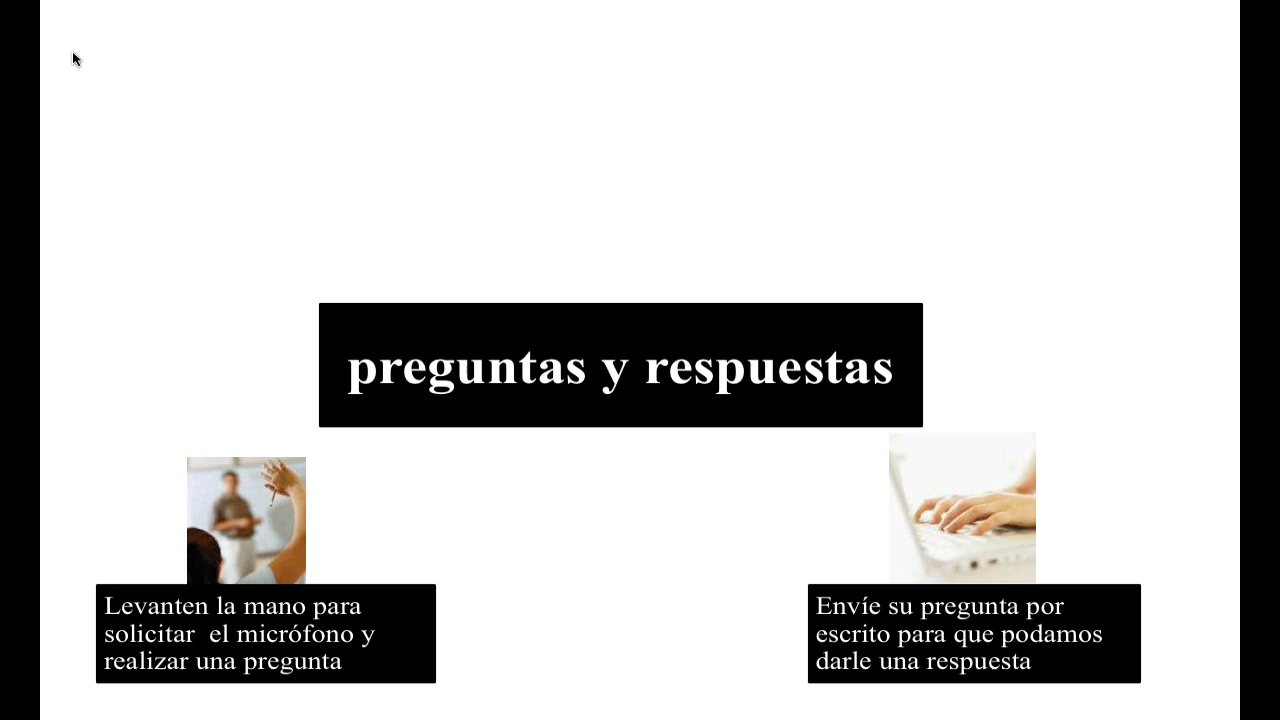 preguntas y respuestas
Levanten la mano para
solicitar  el micrófono y
realizar una pregunta
Envíe su pregunta por
escrito para que podamos
darle una respuesta